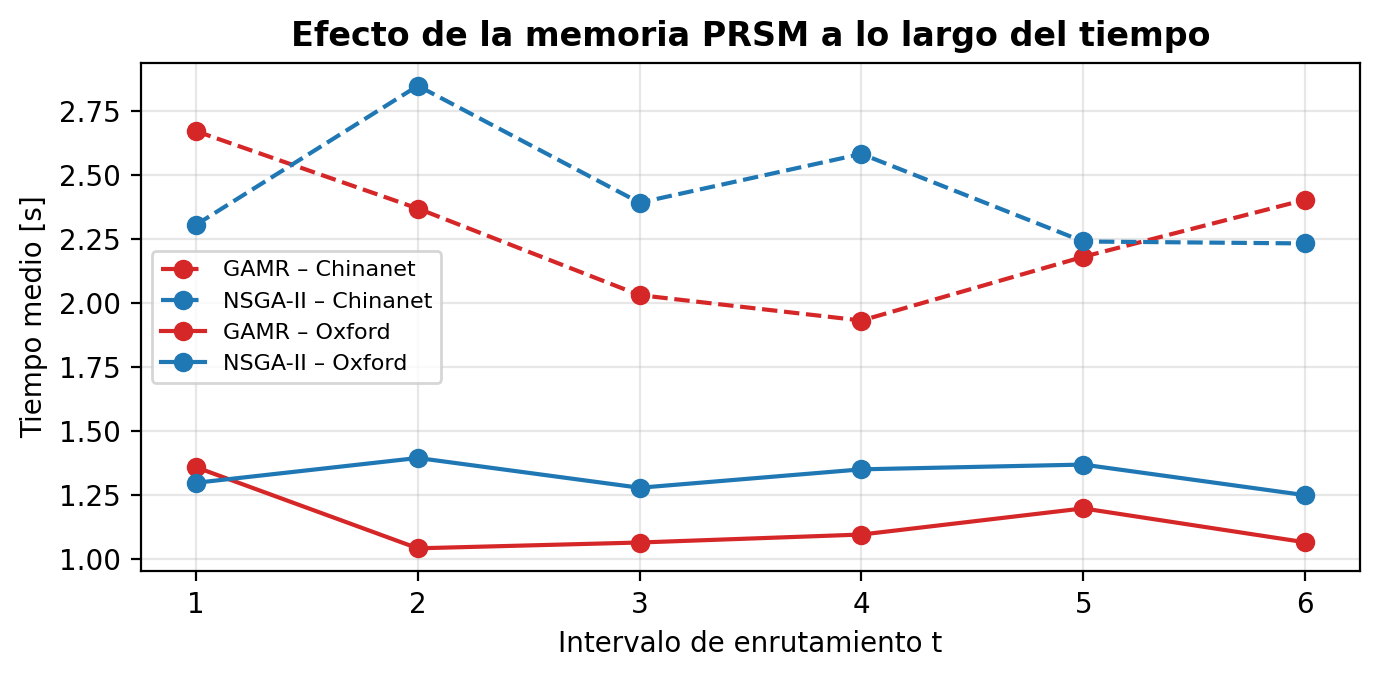 Efecto de la memoria PRSM a lo largo del tiempo
Tiempo medio [s]
2.75
2.50
2.25
2.00
1.75
1.50
1.25
1.00
GAMR – Chinanet
NSGA-II – Chinanet
GAMR – Oxford
NSGA-II – Oxford
1 2 3 4 5 6
Intervalo de enrutamiento t